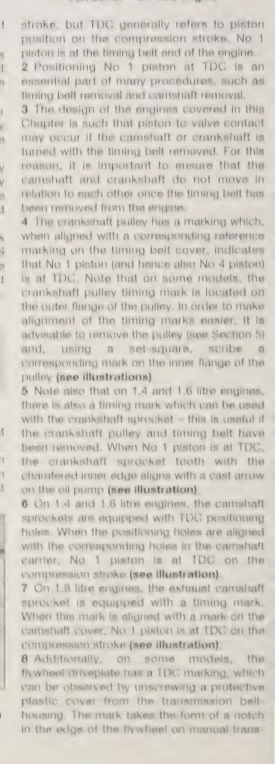 stroke, but TDC generally refers to piston
position on the compression stroke. No 1
piston is at the timing belt end of the engine.
2 Positioning No 1 piston at TDC is an
essential part of many procedures, such as
timing belt removal and camshaft removal.
3 The design of the engines covered in this
Chapter is such that piston to valve contact
may occur if the camshaft or crankshaft is
turned with the timing belt removed. For this
reason, it is important to ensure that the
camshaft and crankshaft do not move in
relation to each other once the timing belt has
been removed from the engine.
4 The crankshaft pulley has a marking which,
when aligned with a corresponding reference
marking on the timing belt cover, indicates
that No 1 piston (and hence also No 4 piston)
is at TDC. Note that on some models, the
crankshaft pulley timing mark is located on
the outer flange of the pulley. In order to make
alignment of the timing marks easier, it is
advisable to remove the pulley (see Section 5)
and, using a set-square, scribe a
corresponding mark on the inner flange of the
pulley (see illustrations).
5 Note also that on 1.4 and 1.6 litre engines,
there is also a timing mark which can be used
with the crankshaft sprocket – this is useful if
the crankshaft pulley and timing belt have
been removed. When No 1 piston is at TDC,
the crankshaft sprocket tooth with the
chamfered inner edge aligns with a cast arrow
on the oil pump (see illustration).
6 On 1.4 and 1.6 litre engines, the camshaft
sprockets are equipped with TDC positioning
holes. When the positioning holes are aligned
with the corresponding holes in the camshaft
carrier, No 1 piston is at TDC on the
compression stroke (see illustration).
7 On 1.8 litre engines, the exhaust camshaft
sprocket is equipped with a timing mark.
When this mark is aligned with a mark on the
camshaft cover, No 1 piston is at TDC on the
compression stroke (see illustration).
8 Additionally, on some models, the
flywheel/driveplate has a TDC marking, which
can be observed by unscrewing a protective
plastic cover from the transmission bell-
housing. The mark takes the form of a notch
in the edge of the flywheel on manual trans-